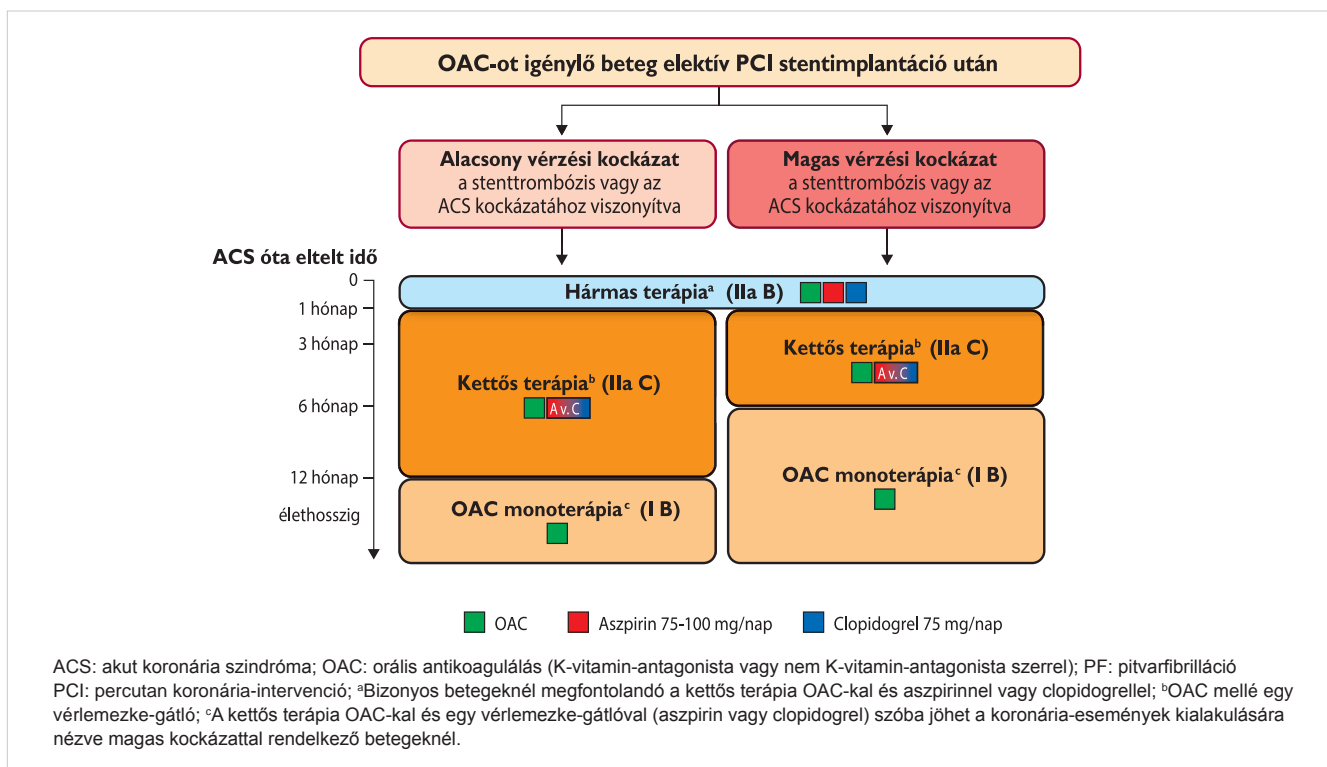 OAC-ot igénylő beteg elektív PCI stentimplantáció után
Alacsony vérzési kockázat
a stenttrombózis vagy az
ACS kockázatához viszonyítva
Magas vérzési kockázat
a stenttrombózis vagy az
ACS kockázatához viszonyítva
ACS óta eltelt idő
0
1 hónap
3 hónap
6 hónap
12 hónap
élethosszig
Hármas terápiaᵃ (IIa B)
Kettős terápiaᵇ (IIa C)
A v. C
Kettős terápiaᵇ (IIa C)
A v. C
OAC monoterápiaᶜ (I B)
OAC monoterápiaᶜ (I B)
OAC
Aszpirin 75-100 mg/nap
Clopidogrel 75 mg/nap
ACS: akut koronária szindróma; OAC: orális antikoagulálás (K-vitamin-antagonista vagy nem K-vitamin-antagonista szerrel); PF: pitvarfibrilláció
PCI: percutan koronária-intervenció; ᵃBizonyos betegeknél megfontolandó a kettős terápia OAC-kal és aszpirinnel vagy clopidogrellel; ᵇOAC mellé egy
vérlemezke-gátló; ᶜA kettős terápia OAC-kal és egy vérlemezke-gátlóval (aszpirin vagy clopidogrel) szóba jöhet a koronária-események kialakulására
nézve magas kockázattal rendelkező betegeknél.